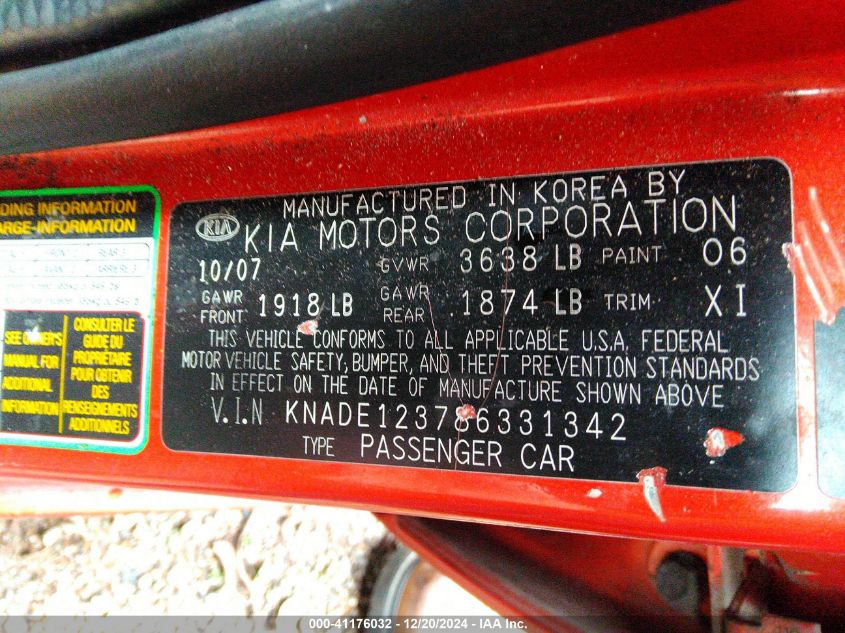 MANUFACTURED IN KOREA BY
KIA KIA MOTORS CORPORATION
10/07 GVWR 3638 LB PAINT 06
GAWR FRONT 1918 LB GAWR REAR 1874 LB TRIM XI
THIS VEHICLE CONFORMS TO ALL APPLICABLE U.S.A. FEDERAL
MOTOR VEHICLE SAFETY, BUMPER, AND THEFT PREVENTION STANDARDS
IN EFFECT ON THE DATE OF MANUFACTURE SHOWN ABOVE
V.I.N KNADE123786331342
TYPE PASSENGER CAR
DING INFORMATION
ARGE-INFORMATION
SEE OWNER'S
MANUAL FOR
ADDITIONAL
INFORMATION
CONSULTER LE
GUIDE DU
PROPRIÉTAIRE
POUR OBTENIR
DES
RENSEIGNEMENTS
ADDITIONNELS
000-41176032 - 12/20/2024 - IAA Inc.